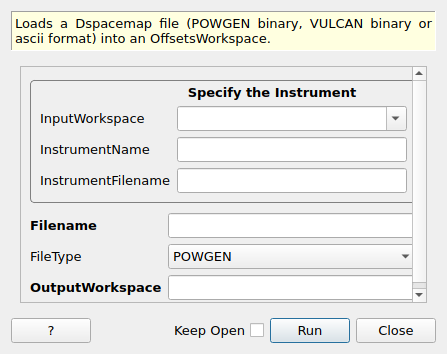 Loads a Dspacemap file (POWGEN binary, VULCAN binary or
ascii format) into an OffsetsWorkspace.
Specify the Instrument
InputWorkspace
InstrumentName
InstrumentFilename
Filename
FileType POWGEN
OutputWorkspace
? Keep Open Run Close